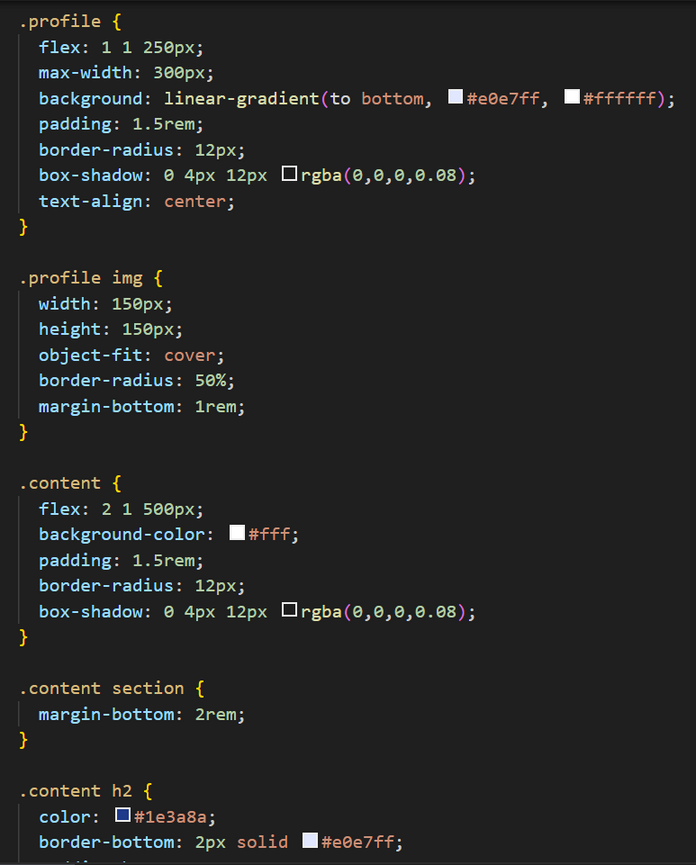 .profile {
flex: 1 1 250px;
max-width: 300px;
background: linear-gradient(to bottom, #e0e7ff, #ffffff);
padding: 1.5rem;
border-radius: 12px;
box-shadow: 0 4px 12px rgba(0,0,0,0.08);
text-align: center;
}
.profile img {
width: 150px;
height: 150px;
object-fit: cover;
border-radius: 50%;
margin-bottom: 1rem;
}
.content {
flex: 2 1 500px;
background-color: #fff;
padding: 1.5rem;
border-radius: 12px;
box-shadow: 0 4px 12px rgba(0,0,0,0.08);
}
.content section {
margin-bottom: 2rem;
}
.content h2 {
color: #1e3a8a;
border-bottom: 2px solid #e0e7ff;